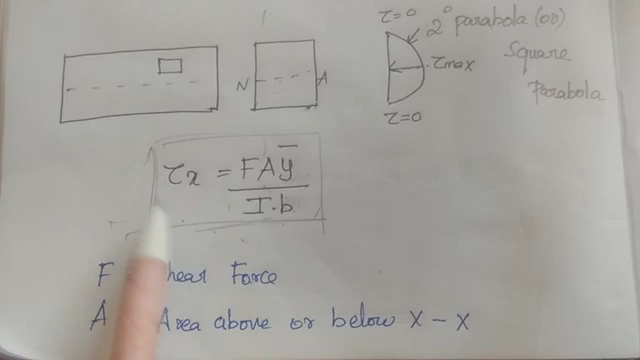 τ=0
2° parabola (or)
Square
Parabola
τmax
N A
τ=0
τx = FAȳ / I.b
F hear Force
A Area above or below x - x